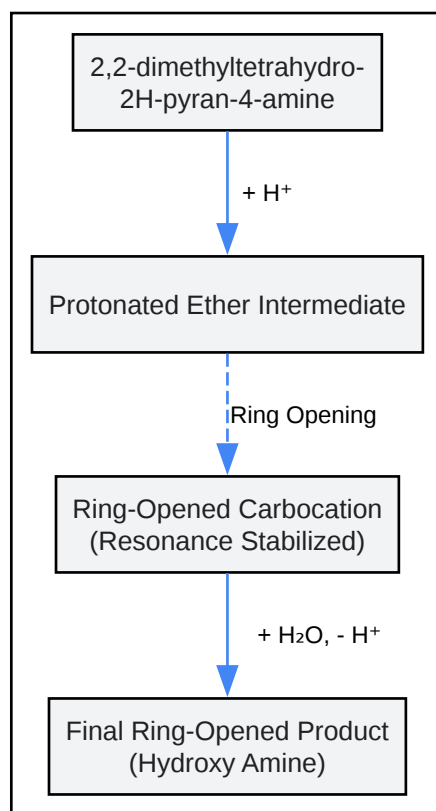 2,2-dimethyltetrahydro-
2H-pyran-4-amine
+ H⁺
Protonated Ether Intermediate
Ring Opening
Ring-Opened Carbocation
(Resonance Stabilized)
+ H₂O, - H⁺
Final Ring-Opened Product
(Hydroxy Amine)